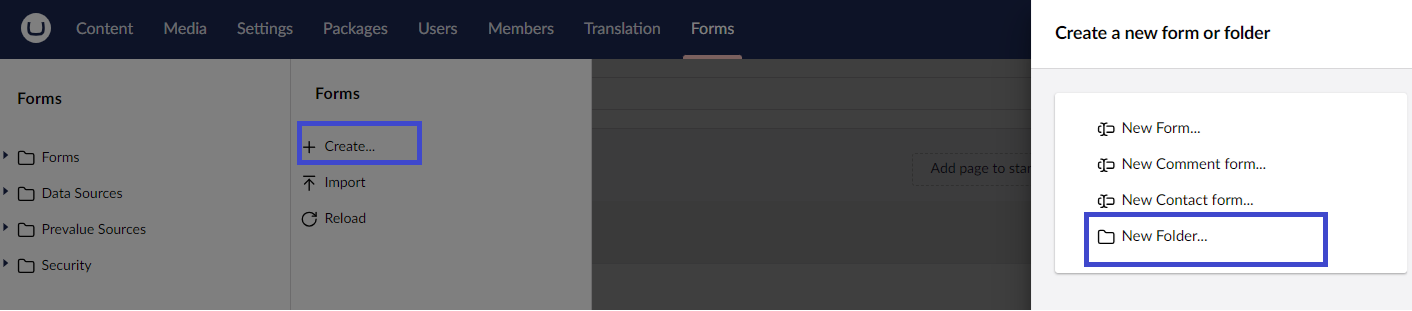 Content Media Settings Packages Users Members Translation Forms
Forms
Forms
Data Sources
Prevalue Sources
Security
Forms
Create...
Import
Reload
Add page to star
Create a new form or folder
New Form...
New Comment form...
New Contact form...
New Folder...